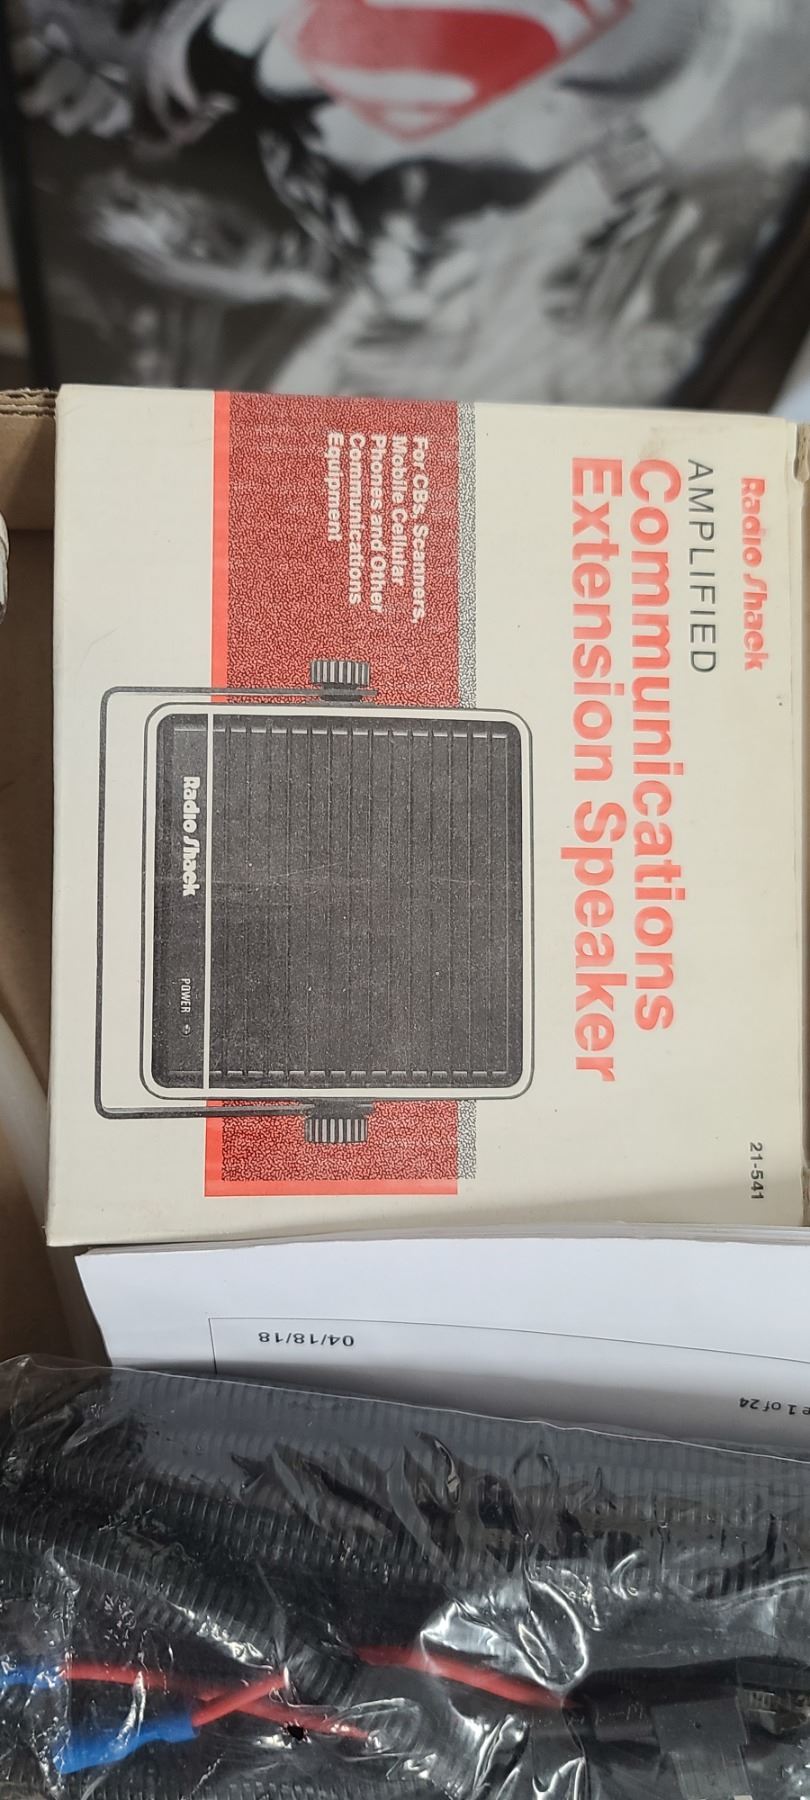 Radio Shack
21-541
AMPLIFIED
Communications
Extension Speaker
For CBs, Scanners,
Mobile Cellular
Phones and Other
Communications
Equipment
Radio Shack
POWER
04/18/18
e 1 of 24